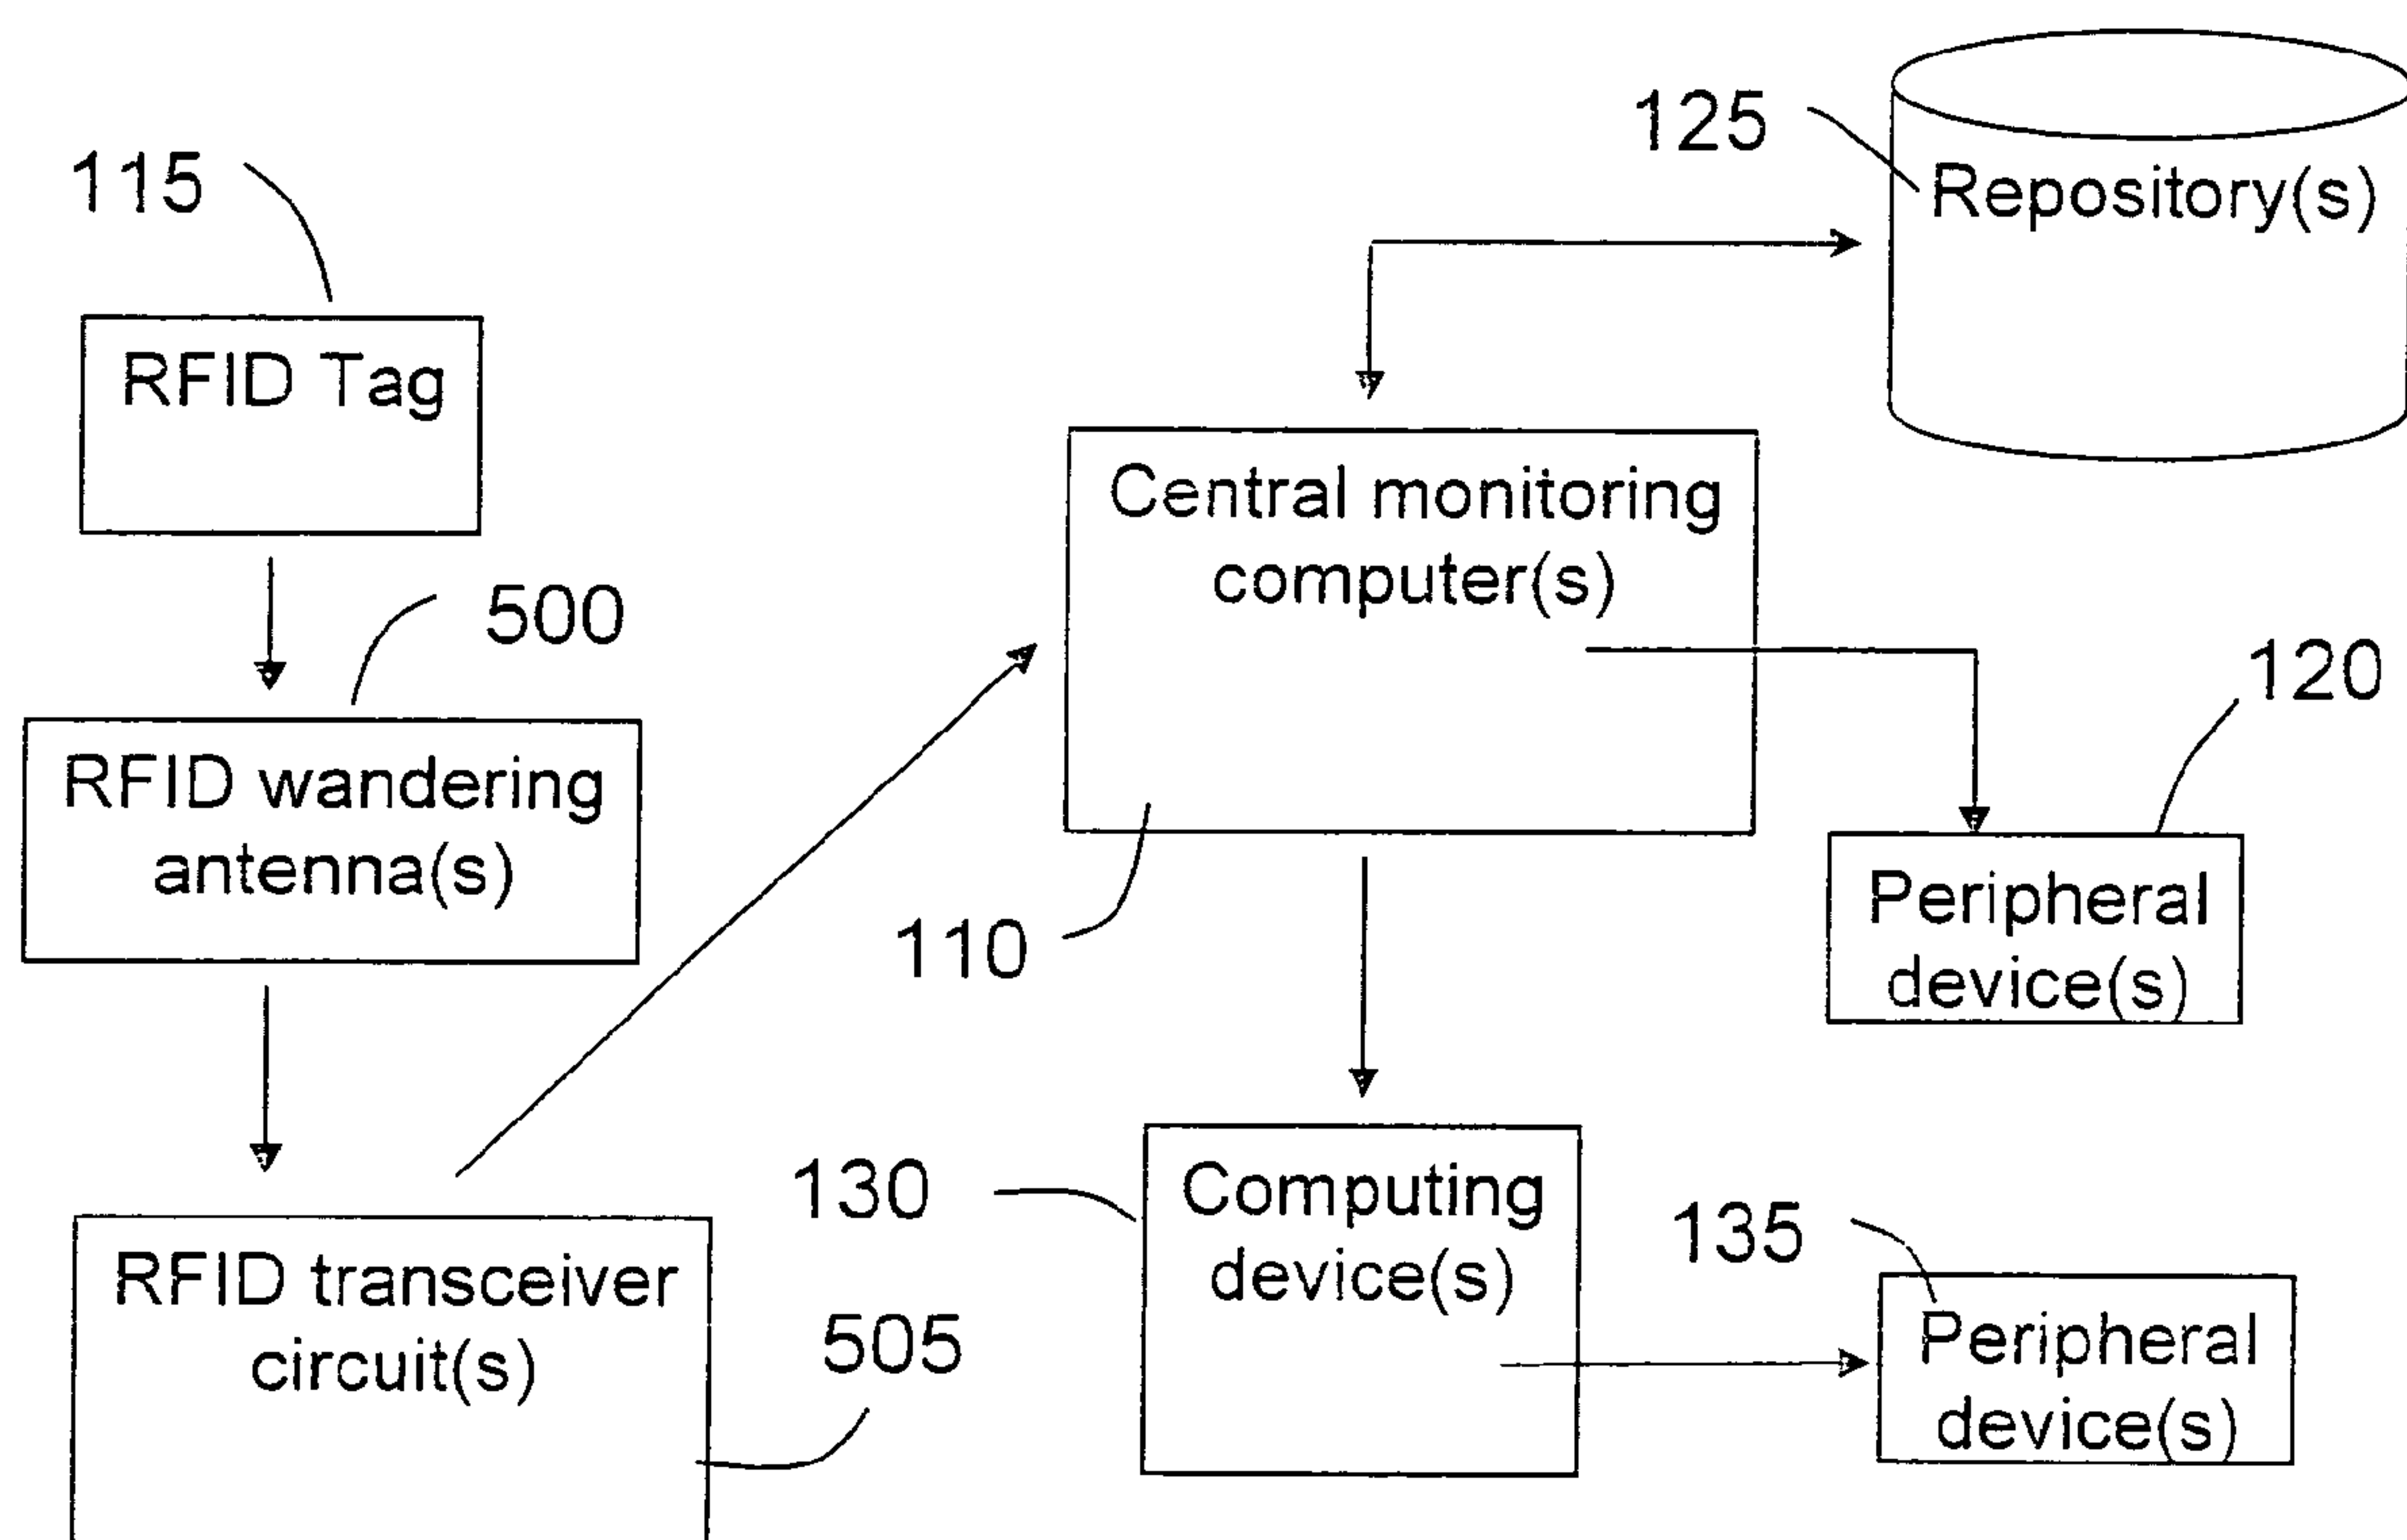 125
Repository(s)
115
RFID Tag
500
RFID wandering
antenna(s)
Central monitoring
computer(s)
120
110
Peripheral
device(s)
RFID transceiver
circuit(s)
505
130
Computing
device(s)
135
Peripheral
device(s)